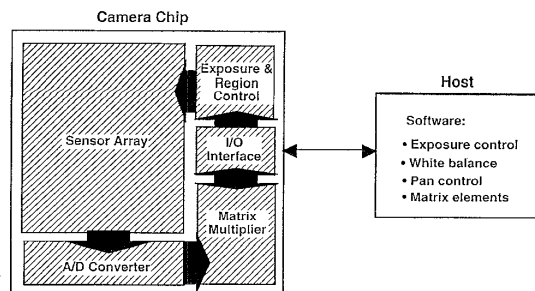 Camera Chip
Sensor Array
Exposure &
Region
Control
I/O
Interface
Matrix
Multiplier
A/D Converter
Host
Software:
• Exposure control
• White balance
• Pan control
• Matrix elements